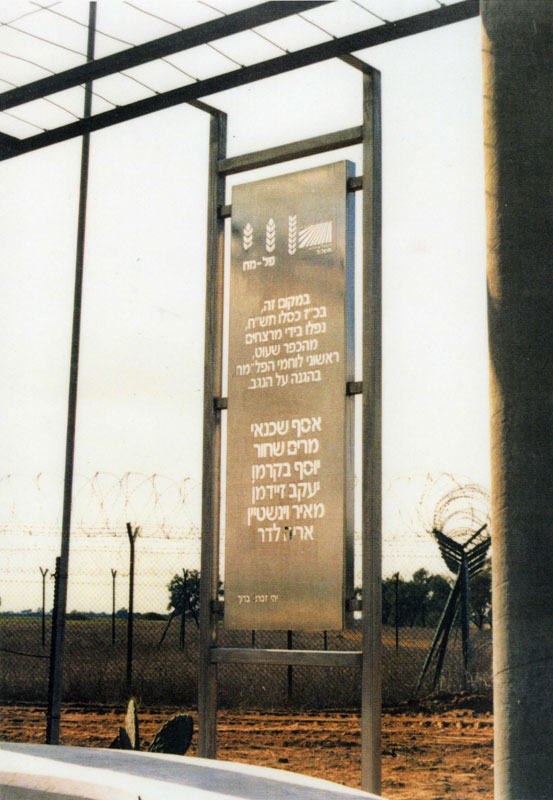 פל-מח
במקום זה,
בכ״ז כסלו תש״ח,
נפלו בידי מרצחים
מהכפר שעוט,
ראשוני לוחמי הפל״מח
בהגנה על הנגב.
אסף שכנאי
מרים שחור
יוסף בקרמן
יעקב זיידמן
מאיר וינשטיין
אריה לדר
יהי זכרם ברוך